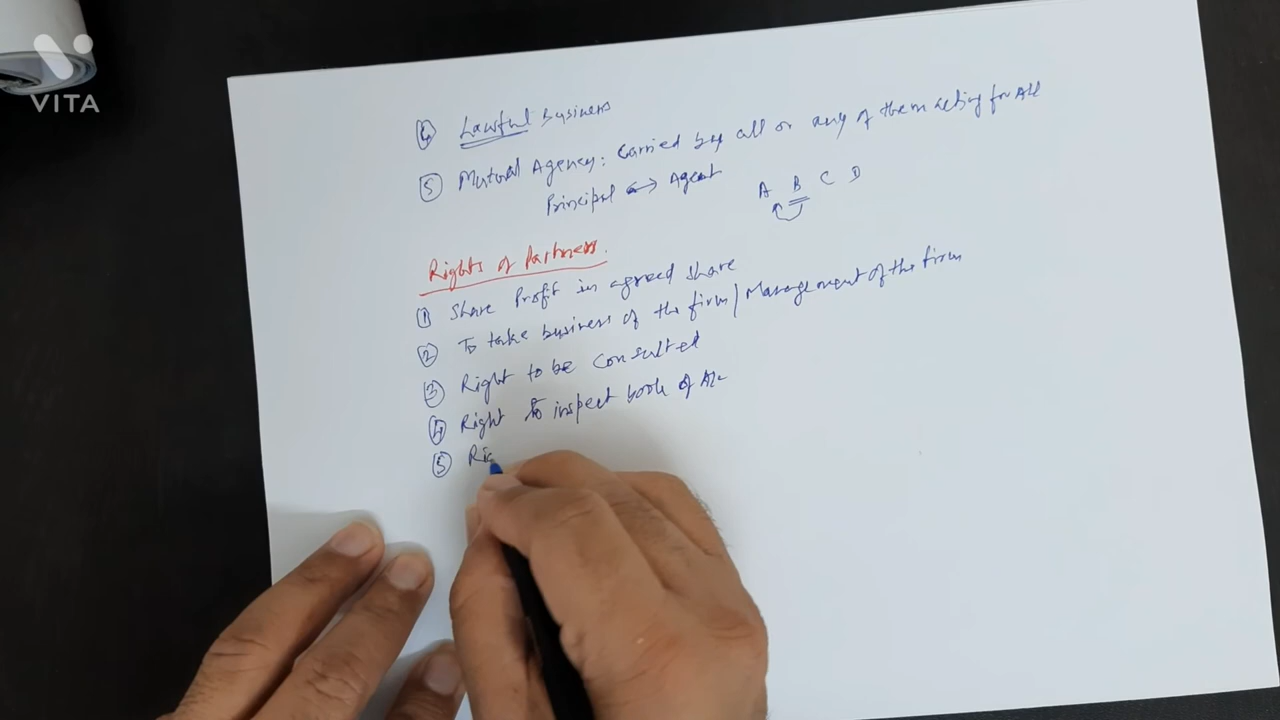 VITA
④ Lawful Business
⑤ Mutual Agency: Carried by all or any of them acting for All
Principal ↔ Agent
A B C D
Rights of Partners.
① Share Profit in agreed share
② To take business of the firm / Management of the firm
③ Right to be consulted
④ Right to inspect book of A/c
⑤ Rig